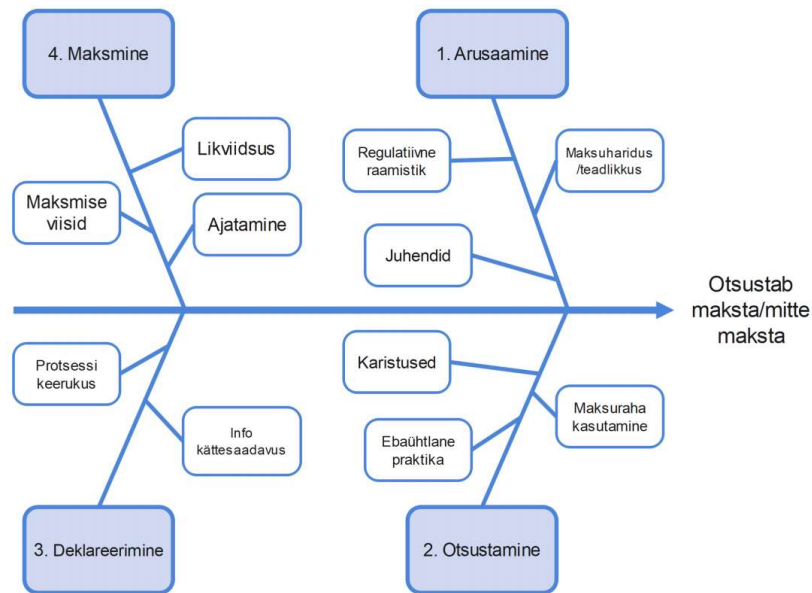 4. Maksmine
1. Arusaamine
Likviidsus
Regulatiivne
raamistik
Maksuharidus
/teadlikkus
Maksmise
viisid
Ajatamine
Juhendid
Otsustab
maksta/mitte
maksta
Protsessi
keerukus
Karistused
Maksuraha
kasutamine
Info
kättesaadavus
Ebaühtlane
praktika
3. Deklareerimine
2. Otsustamine